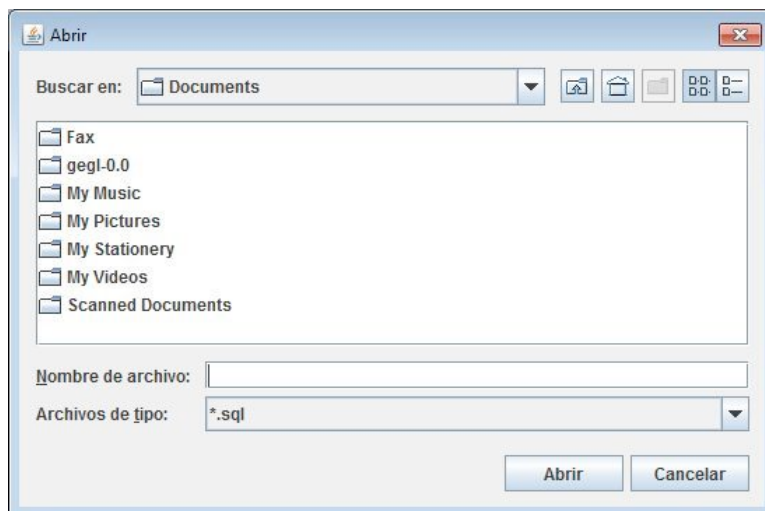 Abrir
Buscar en: Documents
Fax
gegl-0.0
My Music
My Pictures
My Stationery
My Videos
Scanned Documents
Nombre de archivo:
Archivos de tipo: *.sql
Abrir Cancelar